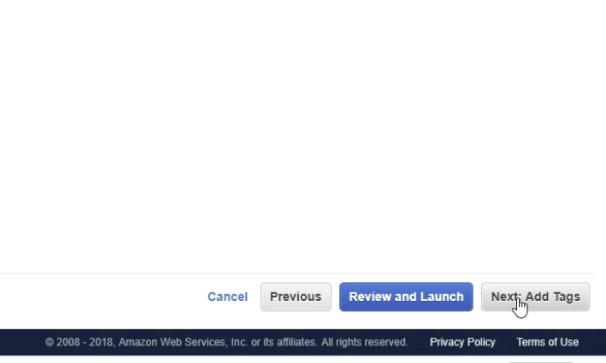 Cancel Previous Review and Launch Next: Add Tags
© 2008 - 2018, Amazon Web Services, Inc. or its affiliates. All rights reserved. Privacy Policy Terms of Use